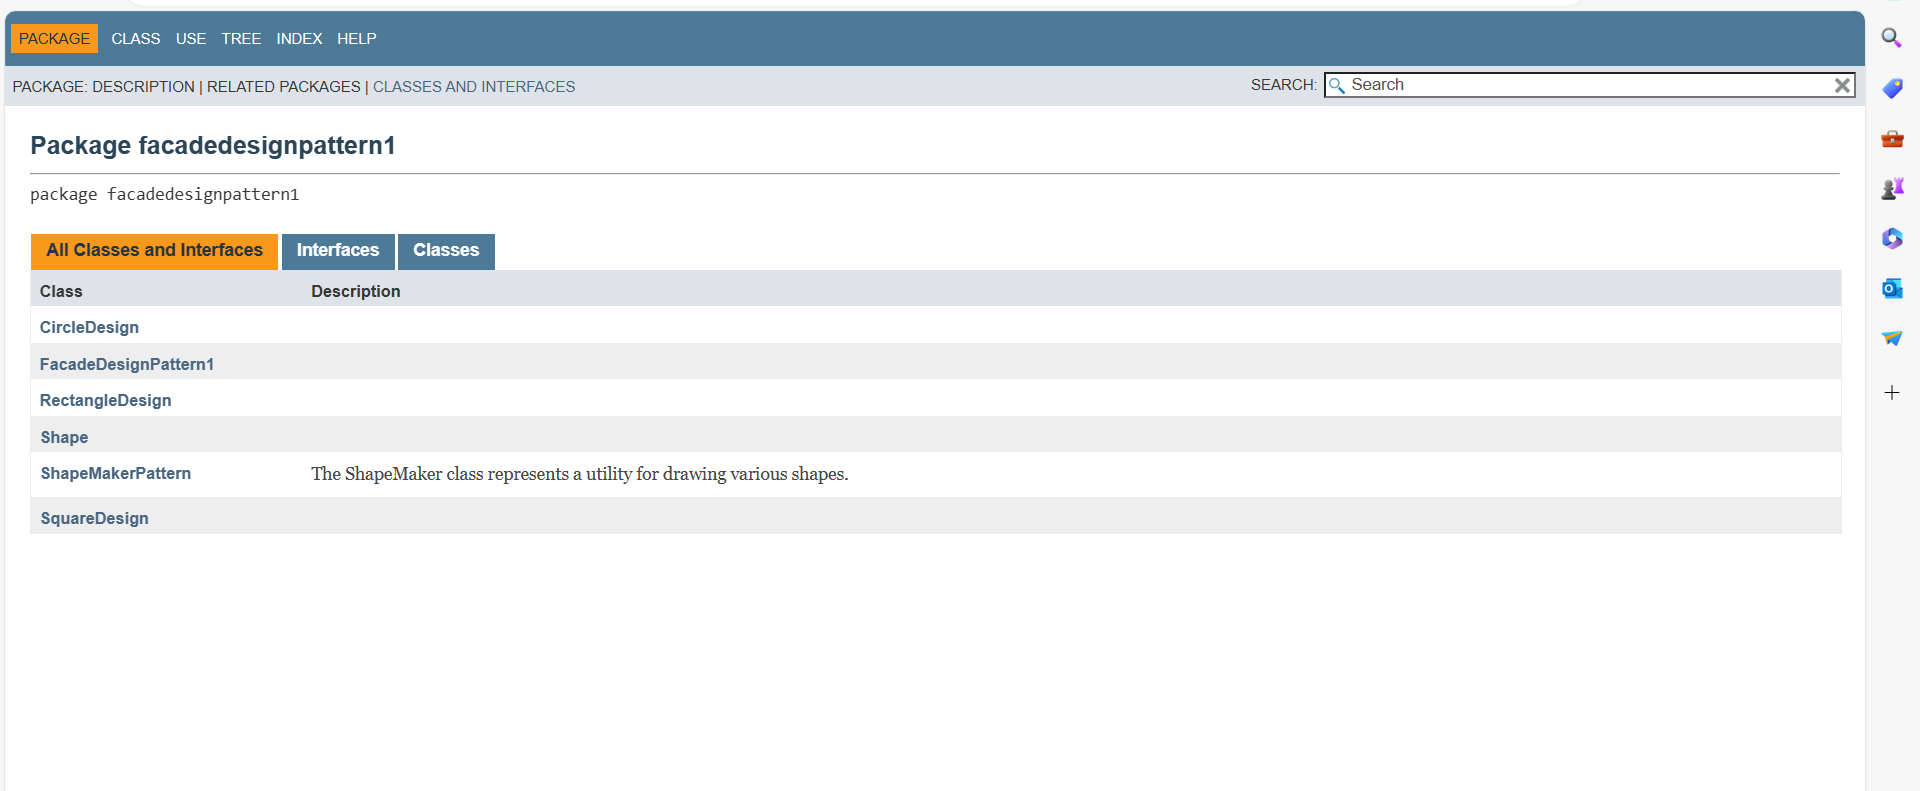 PACKAGE CLASS USE TREE INDEX HELP
PACKAGE: DESCRIPTION | RELATED PACKAGES | CLASSES AND INTERFACES
SEARCH: Search
Package facadedesignpattern1
package facadedesignpattern1
All Classes and Interfaces Interfaces Classes
Class Description
CircleDesign
FacadeDesignPattern1
RectangleDesign
Shape
ShapeMakerPattern The ShapeMaker class represents a utility for drawing various shapes.
SquareDesign